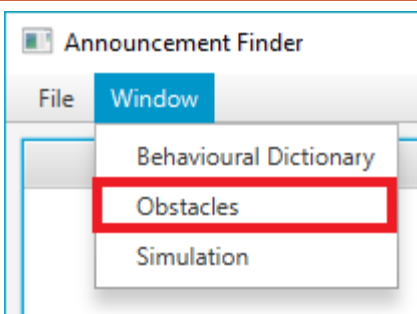 Announcement Finder
File Window
Behavioural Dictionary
Obstacles
Simulation